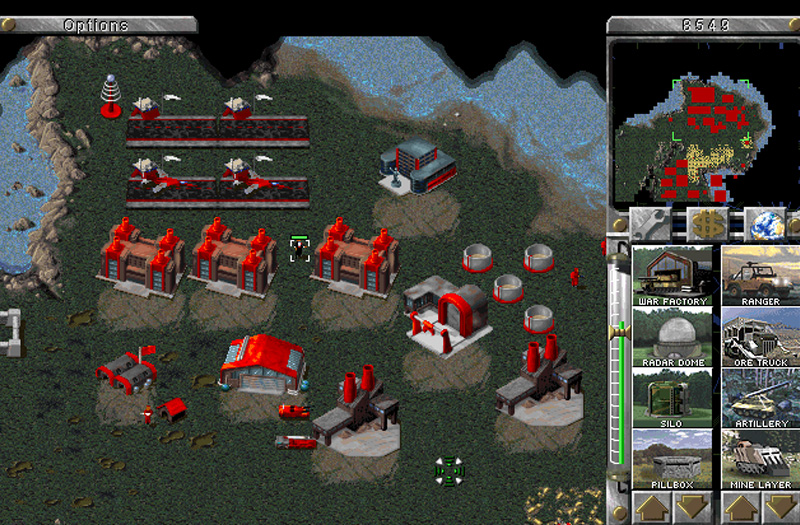 Options
8549
WAR FACTORY
RANGER
RADAR DOME
ORE TRUCK
SILO
ARTILLERY
PILLBOX
MINE LAYER